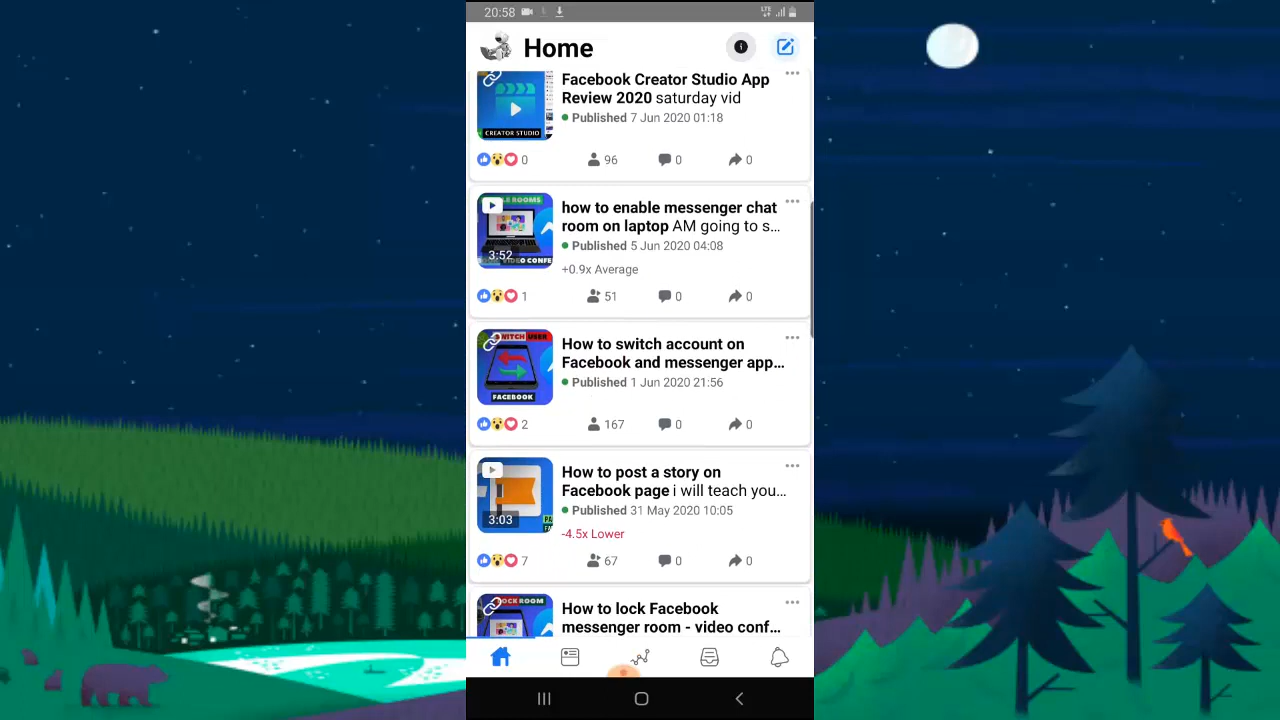 20:58
LTE
Home
Facebook Creator Studio App
Review 2020 saturday vid
Published 7 Jun 2020 01:18
CREATOR STUDIO
0 96 0 0
how to enable messenger chat
room on laptop AM going to s...
Published 5 Jun 2020 04:08
3:52
+0.9x Average
1 51 0 0
How to switch account on
Facebook and messenger app...
Published 1 Jun 2020 21:56
FACEBOOK
2 167 0 0
How to post a story on
Facebook page i will teach you...
Published 31 May 2020 10:05
3:03
-4.5x Lower
7 67 0 0
How to lock Facebook
messenger room - video conf...